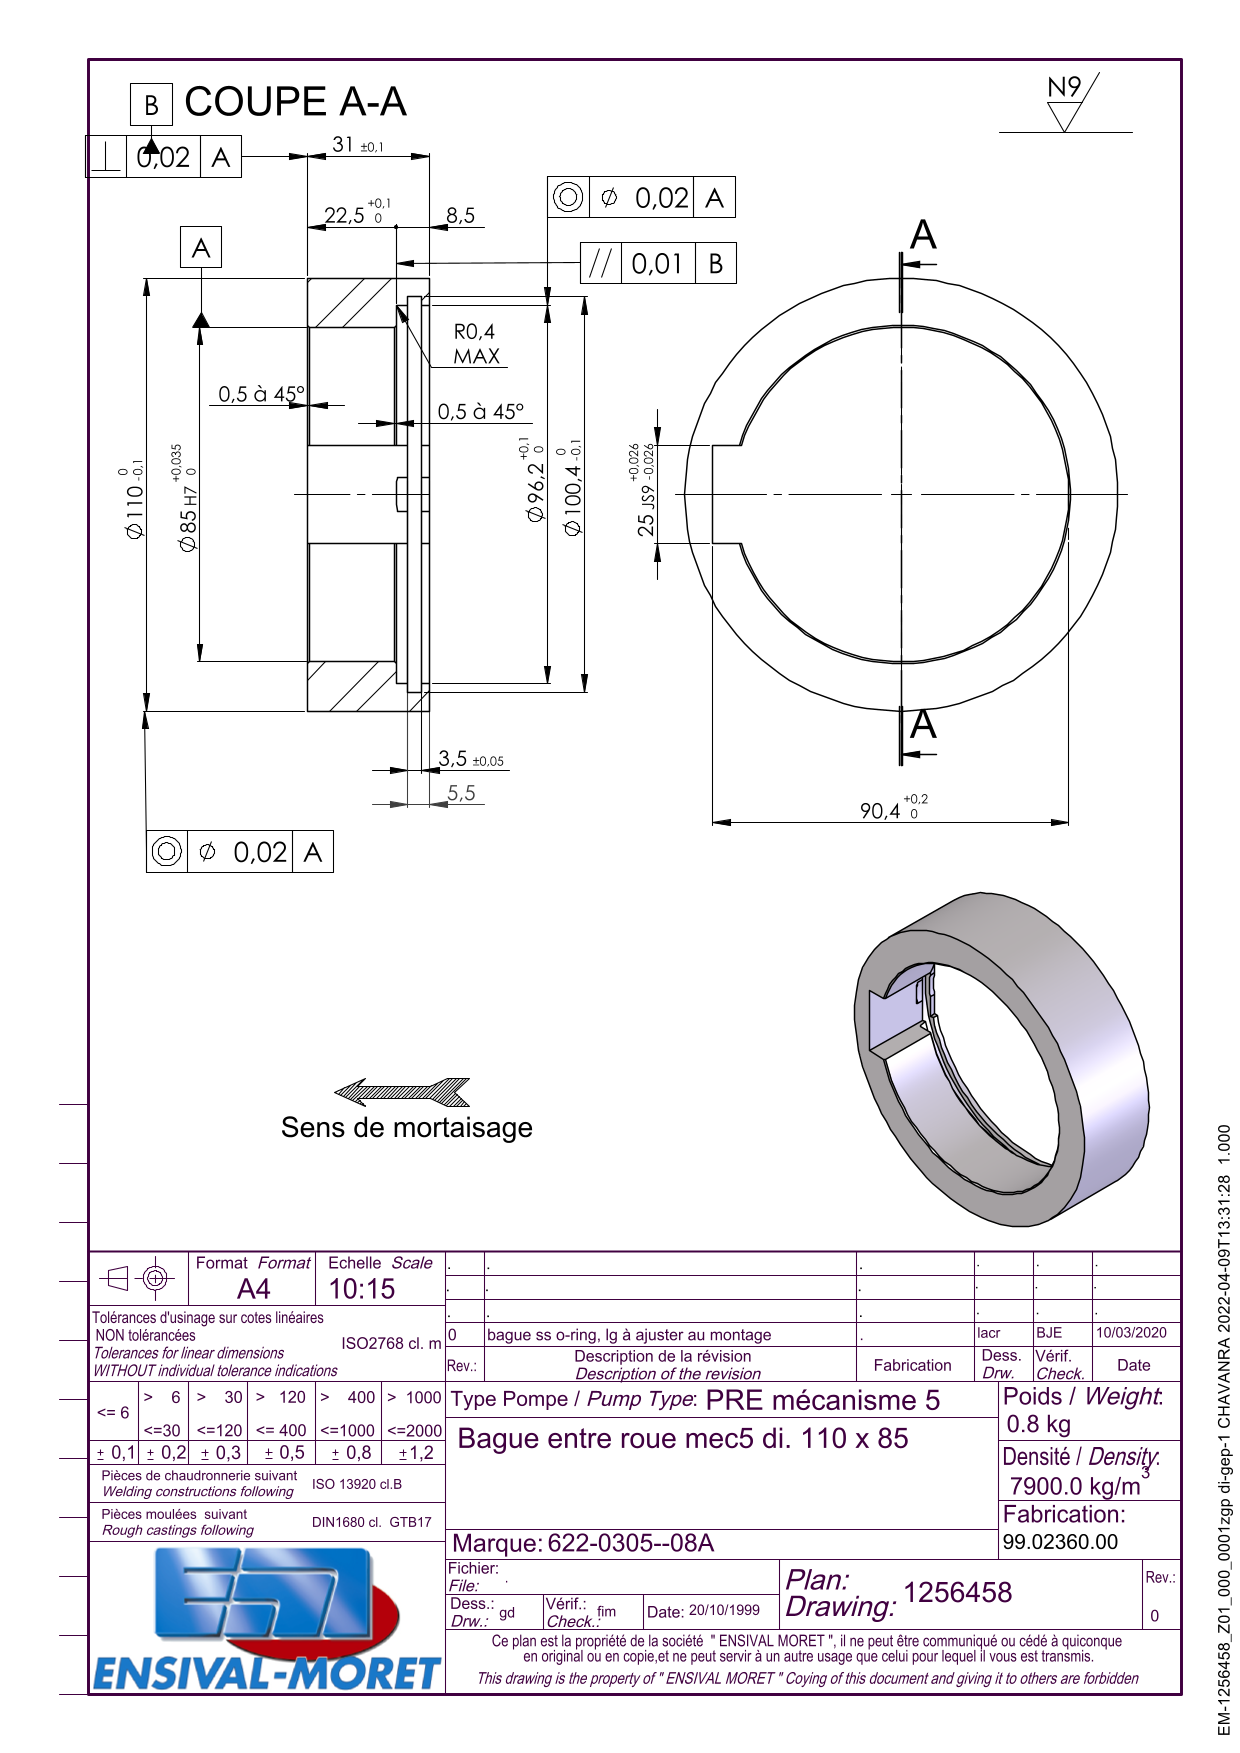 B COUPE A-A
N9
0,02 A
31 ±0,1
Ø 0,02 A
22,5 +0,1 0
8,5
A
A
// 0,01 B
R0,4
MAX
0,5 à 45°
0,5 à 45°
Ø110 0 -0,1
Ø85 H7 +0,035 0
Ø96,2 +0,1 0
Ø100,4 0 -0,1
25 JS9 +0,026 -0,026
A
3,5 ±0,05
5,5
90,4 +0,2 0
Ø 0,02 A
Sens de mortaisage
Format Format
A4
Echelle Scale
10:15
Tolérances d'usinage sur cotes linéaires
NON tolérancées
Tolerances for linear dimensions
WITHOUT individual tolerance indications
ISO2768 cl. m
0 bague ss o-ring, lg à ajuster au montage . lacr BJE 10/03/2020
Rev.: Description de la révision
Description of the revision
Fabrication
Dess.
Drw.
Vérif.
Check.
Date
<= 6
> 6 > 30 > 120 > 400 > 1000
<=30 <=120 <= 400 <=1000 <=2000
± 0,1 ± 0,2 ± 0,3 ± 0,5 ± 0,8 ±1,2
Pièces de chaudronnerie suivant
Welding constructions following
ISO 13920 cl.B
Pièces moulées suivant
Rough castings following
DIN1680 cl. GTB17
Type Pompe / Pump Type: PRE mécanisme 5
Bague entre roue mec5 di. 110 x 85
Marque: 622-0305--08A
Poids / Weight:
0.8 kg
Densité / Density:
7900.0 kg/m3
Fabrication:
99.02360.00
Fichier:
File: .
Dess.:
Drw.: gd
Vérif.:
Check.: fim
Date: 20/10/1999
Plan:
Drawing: 1256458
Rev.:
0
Ce plan est la propriété de la société " ENSIVAL MORET ", il ne peut être communiqué ou cédé à quiconque
en original ou en copie,et ne peut servir à un autre usage que celui pour lequel il vous est transmis.
This drawing is the property of " ENSIVAL MORET " Coying of this document and giving it to others are forbidden
ENSIVAL-MORET
EM-1256458_Z01_000_0001zgp di-gep-1 CHAVANRA 2022-04-09T13:31:28 1.000